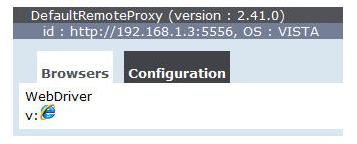 DefaultRemoteProxy (version : 2.41.0)
id : http://192.168.1.3:5556, OS : VISTA
Browsers Configuration
WebDriver
v: